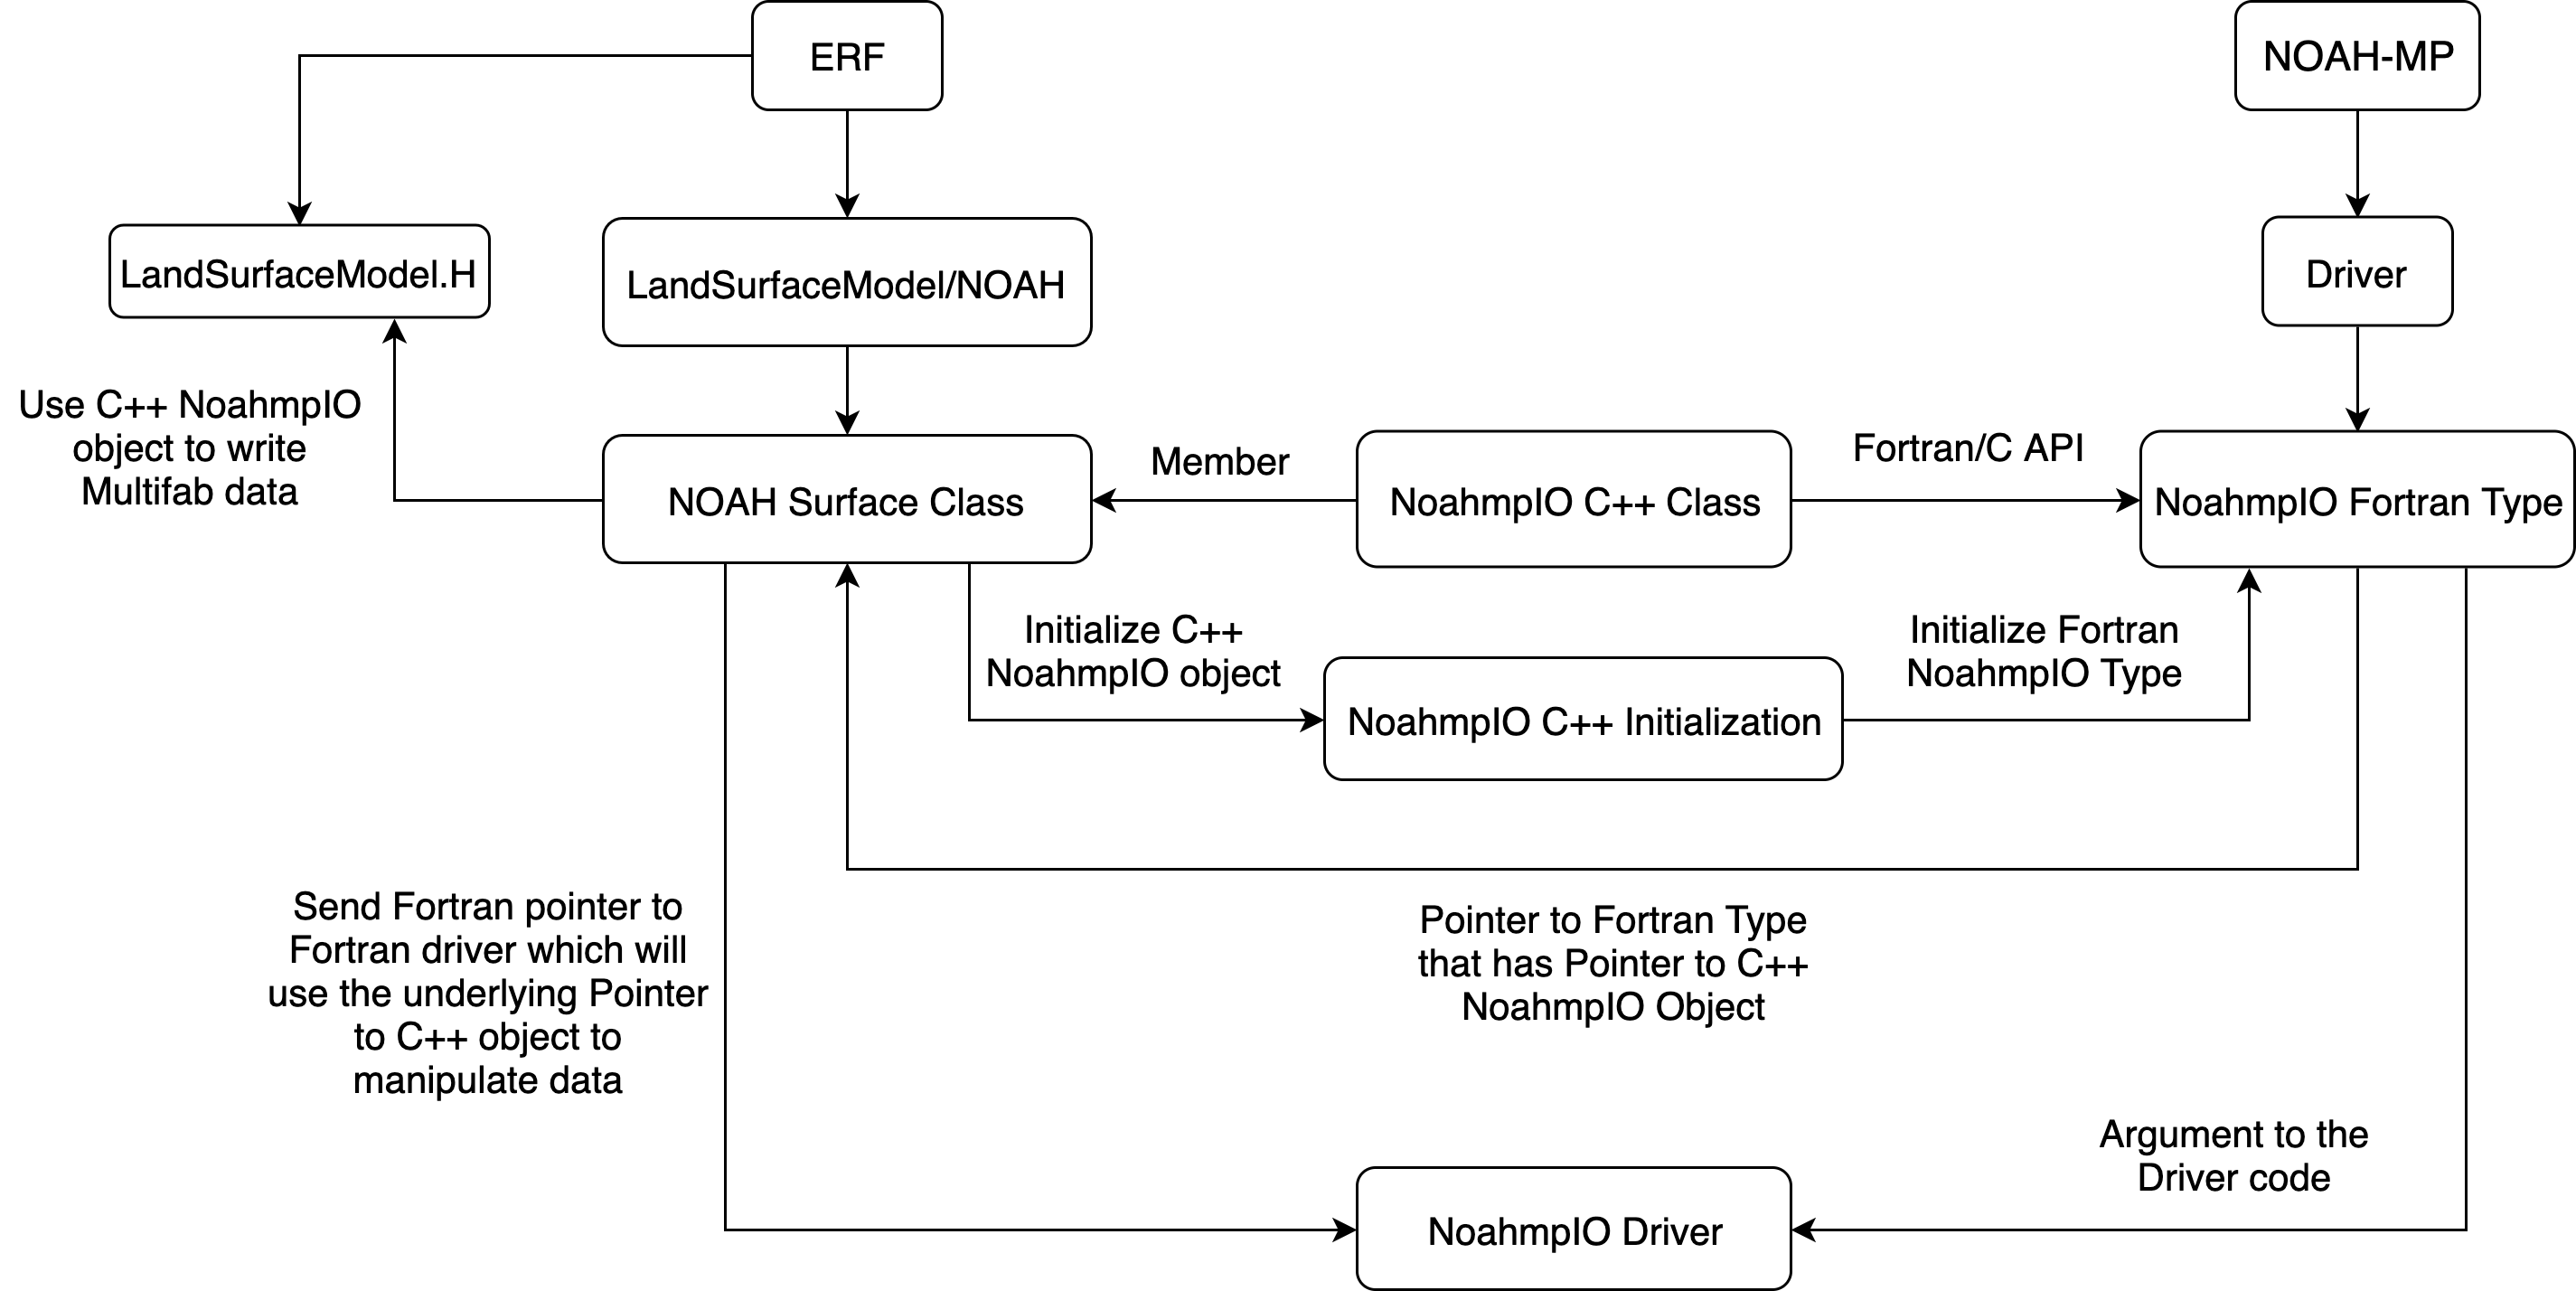 ERF
NOAH-MP
LandSurfaceModel.H
LandSurfaceModel/NOAH
Driver
Use C++ NoahmpIO
object to write
Multifab data
NOAH Surface Class
Member
NoahmpIO C++ Class
Fortran/C API
NoahmpIO Fortran Type
Initialize C++
NoahmpIO object
NoahmpIO C++ Initialization
Initialize Fortran
NoahmpIO Type
Send Fortran pointer to
Fortran driver which will
use the underlying Pointer
to C++ object to
manipulate data
Pointer to Fortran Type
that has Pointer to C++
NoahmpIO Object
Argument to the
Driver code
NoahmpIO Driver